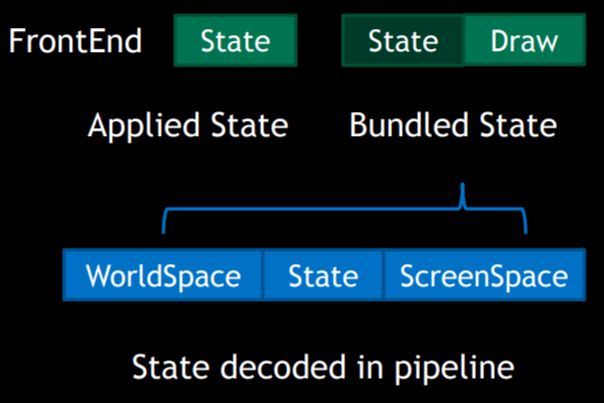 FrontEnd State State Draw
Applied State Bundled State
WorldSpace State ScreenSpace
State decoded in pipeline